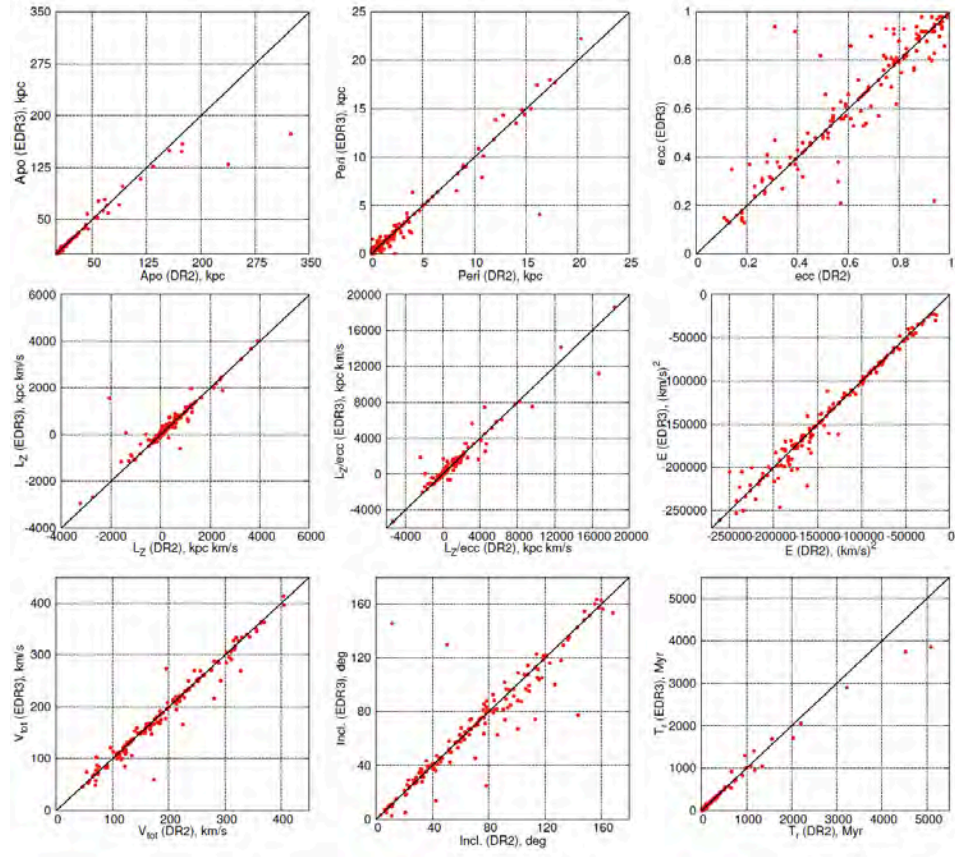 350
275
200
125
50
50 125 200 275 350
Apo (EDR3), kpc
Apo (DR2), kpc
25
20
15
10
5
0
0 5 10 15 20 25
Peri (EDR3), kpc
Peri (DR2), kpc
1
0.8
0.6
0.4
0.2
0
0 0.2 0.4 0.6 0.8 1
ecc (EDR3)
ecc (DR2)
6000
4000
2000
0
-2000
-4000
-4000 -2000 0 2000 4000 6000
L_Z (EDR3), kpc km/s
L_Z (DR2), kpc km/s
20000
16000
12000
8000
4000
0
-4000
-4000 0 4000 8000 12000 16000 20000
L_Z/ecc (EDR3), kpc km/s
L_Z/ecc (DR2), kpc km/s
0
-50000
-100000
-150000
-200000
-250000
-250000 -200000 -150000 -100000 -50000 0
E (EDR3), (km/s)²
E (DR2), (km/s)²
400
300
200
100
0
0 100 200 300 400
V_tot (EDR3), km/s
V_tot (DR2), km/s
160
120
80
40
0
0 40 80 120 160
Incl. (EDR3), deg
Incl. (DR2), deg
5000
4000
3000
2000
1000
0
0 1000 2000 3000 4000 5000
T_r (EDR3), Myr
T_r (DR2), Myr